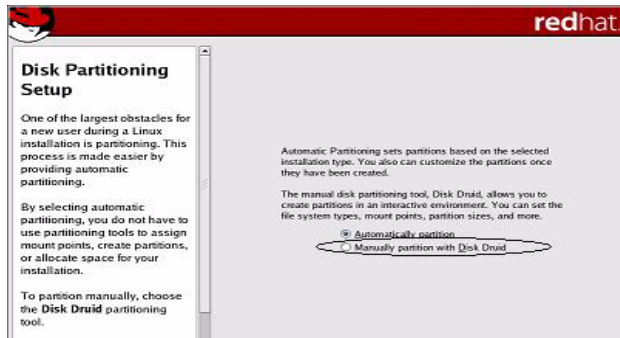 redhat.
Disk Partitioning
Setup
One of the largest obstacles for
a new user during a Linux
installation is partitioning. This
process is made easier by
providing automatic
partitioning.
By selecting automatic
partitioning, you do not have to
use partitioning tools to assign
mount points, create partitions,
or allocate space for your
installation.
To partition manually, choose
the Disk Druid partitioning
tool.
Automatic Partitioning sets partitions based on the selected
installation type. You also can customize the partitions once
they have been created.
The manual disk partitioning tool, Disk Druid, allows you to
create partitions in an interactive environment. You can set the
file system types, mount points, partition sizes, and more.
Automatically partition
Manually partition with Disk Druid